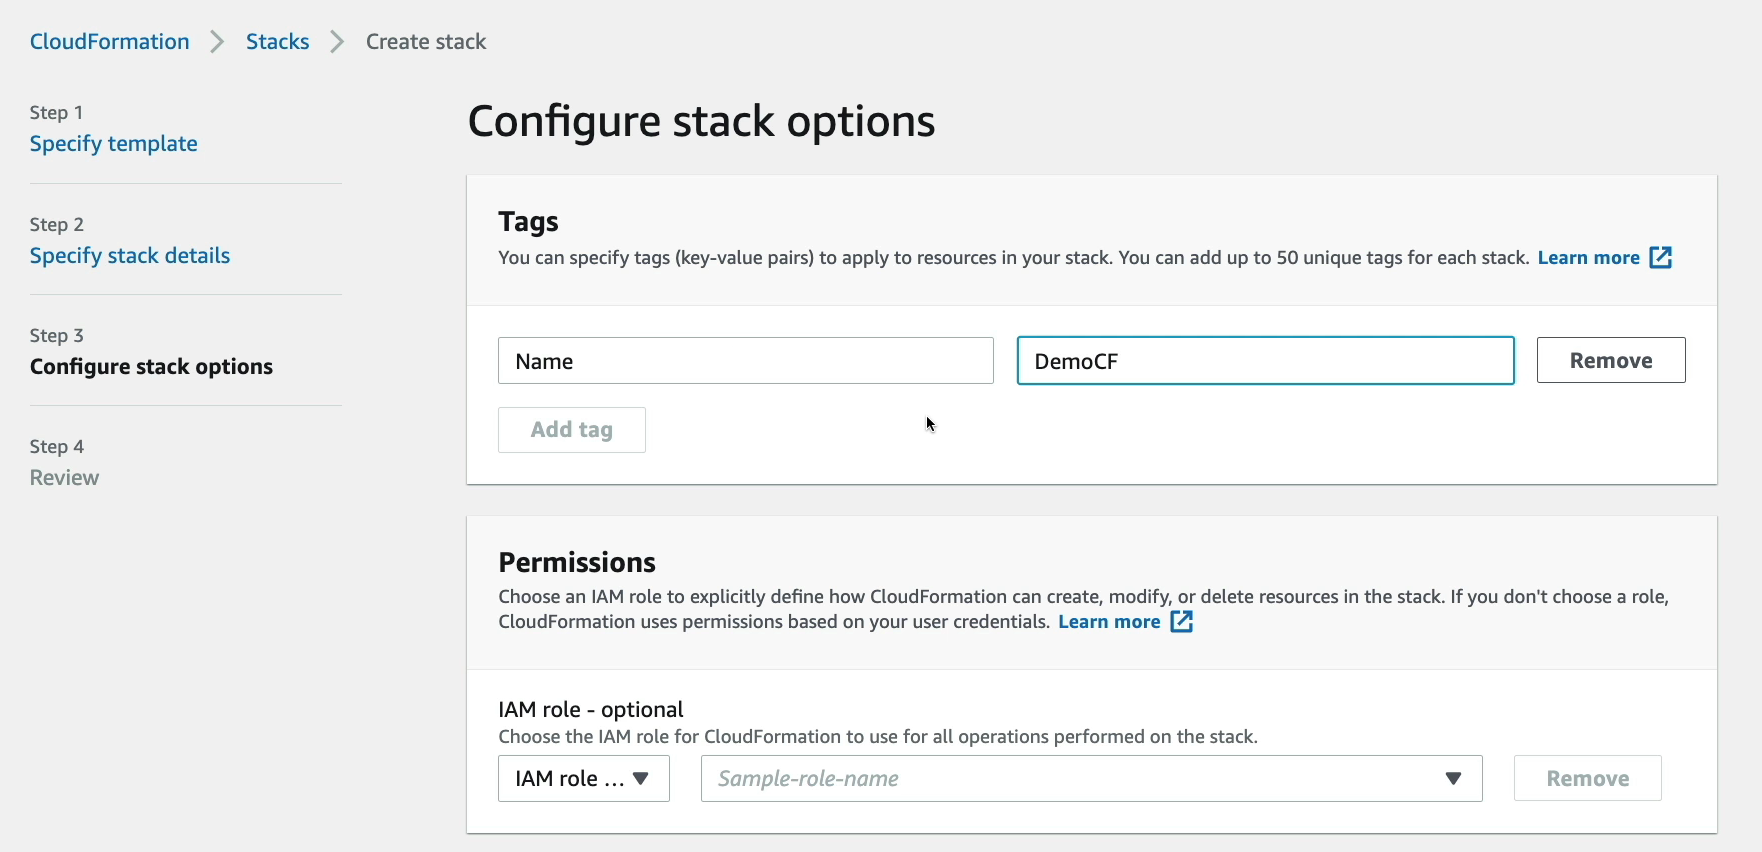 CloudFormation
Stacks
Create stack
Step 1
Specify template
Step 2
Specify stack details
Step 3
Configure stack options
Step 4
Review
Configure stack options
Tags
You can specify tags (key-value pairs) to apply to resources in your stack. You can add up to 50 unique tags for each stack. Learn more
Name
DemoCF
Remove
Add tag
Permissions
Choose an IAM role to explicitly define how CloudFormation can create, modify, or delete resources in the stack. If you don't choose a role,
CloudFormation uses permissions based on your user credentials. Learn more
IAM role - optional
Choose the IAM role for CloudFormation to use for all operations performed on the stack.
IAM role ...
Sample-role-name
Remove